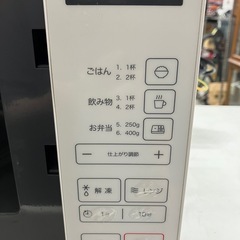 ごはん 1. 1杯
2. 2杯
飲み物 3. 1杯
4. 2杯
お弁当 5. 250g
6. 400g
− 仕上がり調節 +
解凍 レンジ